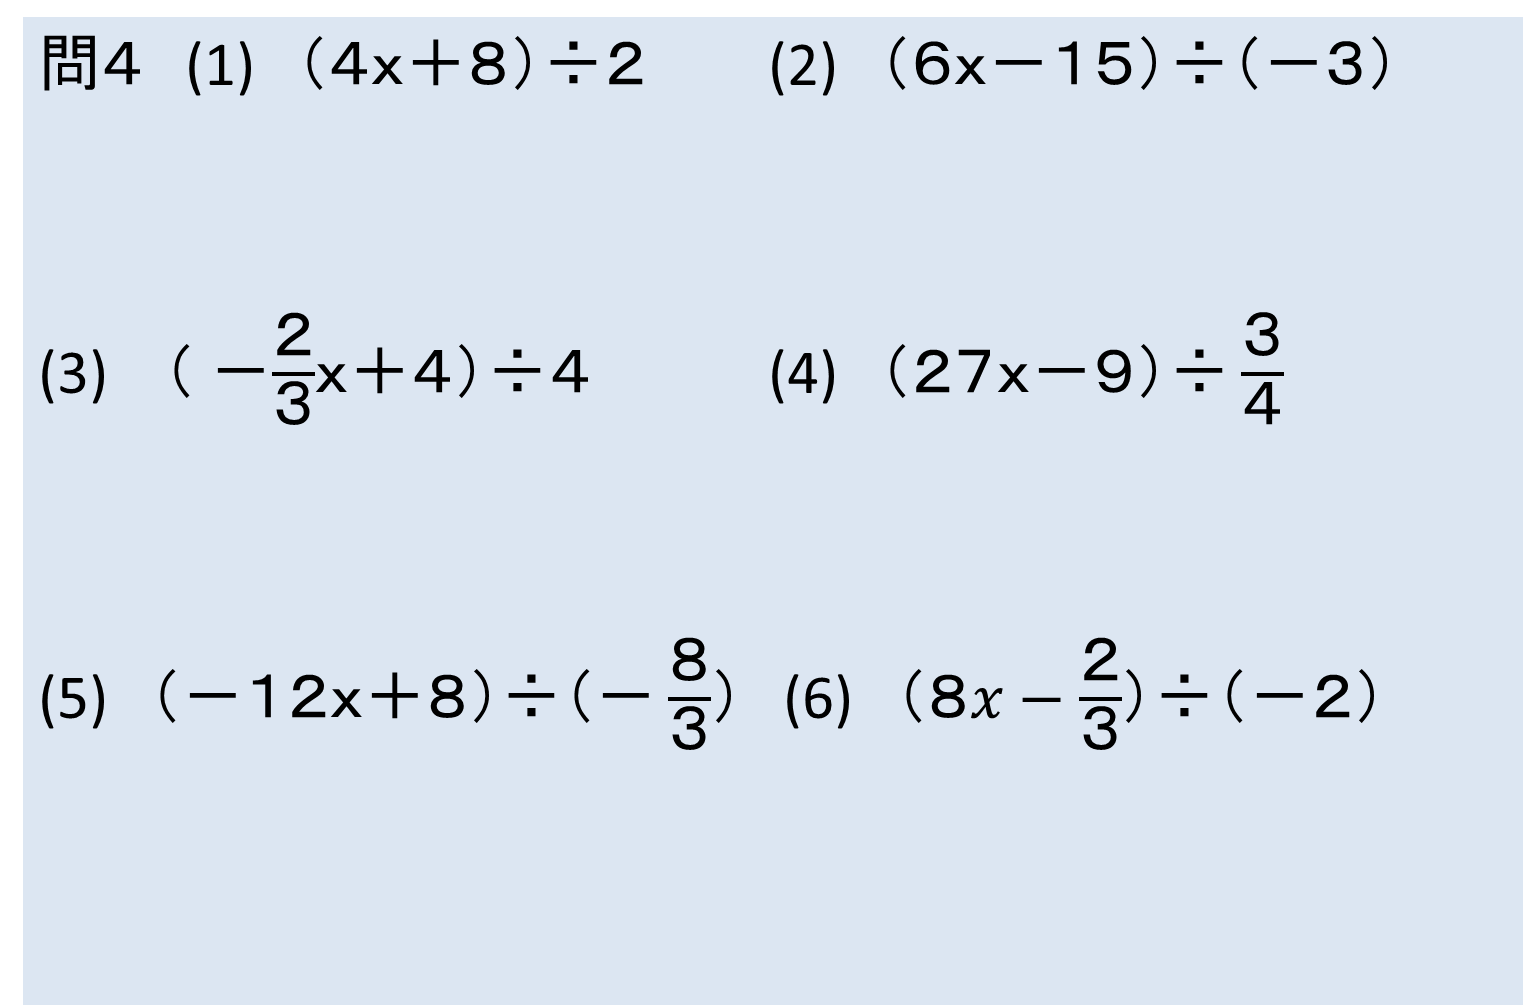 問4 (1) （4x＋8）÷2 (2) （6x－15）÷（－3）
(3) （ －2/3x＋4）÷4 (4) （27x－9）÷3/4
(5) （－12x＋8）÷（－8/3） (6) （8x－2/3）÷（－2）